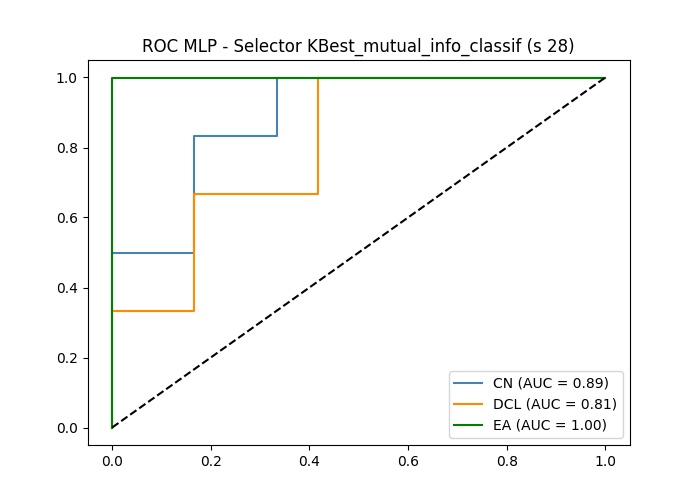 ROC MLP - Selector KBest_mutual_info_classif (s 28)
1.0
0.8
0.6
0.4
0.2
0.0
0.0 0.2 0.4 0.6 0.8 1.0
CN (AUC = 0.89)
DCL (AUC = 0.81)
EA (AUC = 1.00)